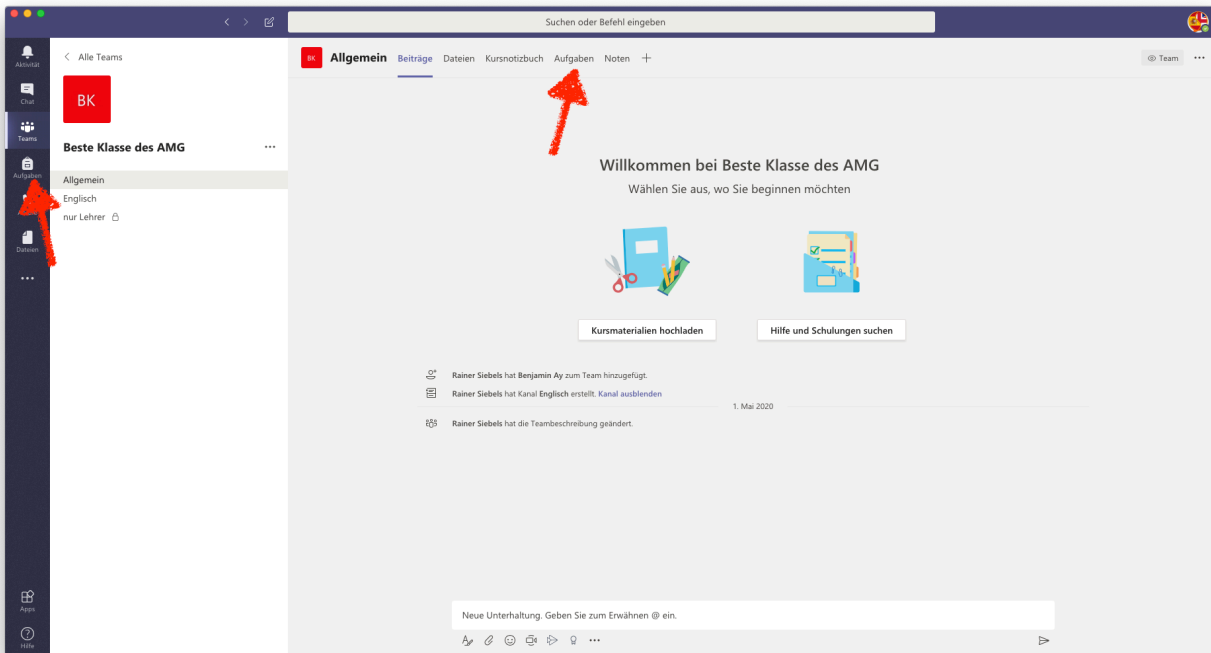 Suchen oder Befehl eingeben
Aktivität
Chat
Teams
Aufgaben
Dateien
Apps
Hilfe
Alle Teams
BK
Beste Klasse des AMG
Allgemein
Englisch
nur Lehrer
BK Allgemein Beiträge Dateien Kursnotizbuch Aufgaben Noten
Team
Willkommen bei Beste Klasse des AMG
Wählen Sie aus, wo Sie beginnen möchten
Kursmaterialien hochladen
Hilfe und Schulungen suchen
Rainer Siebels hat Benjamin Ay zum Team hinzugefügt.
Rainer Siebels hat Kanal Englisch erstellt. Kanal ausblenden
1. Mai 2020
Rainer Siebels hat die Teambeschreibung geändert.
Neue Unterhaltung. Geben Sie zum Erwähnen @ ein.